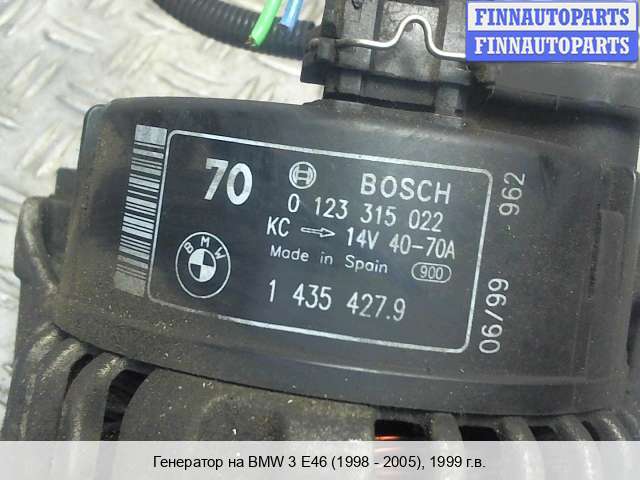 FINNAUTOPARTS
FINNAUTOPARTS
70 BOSCH
0 123 315 022
KC → 14V 40-70A
Made in Spain 900
BMW
1 435 427.9
962
06/99
Генератор на BMW 3 E46 (1998 - 2005), 1999 г.в.